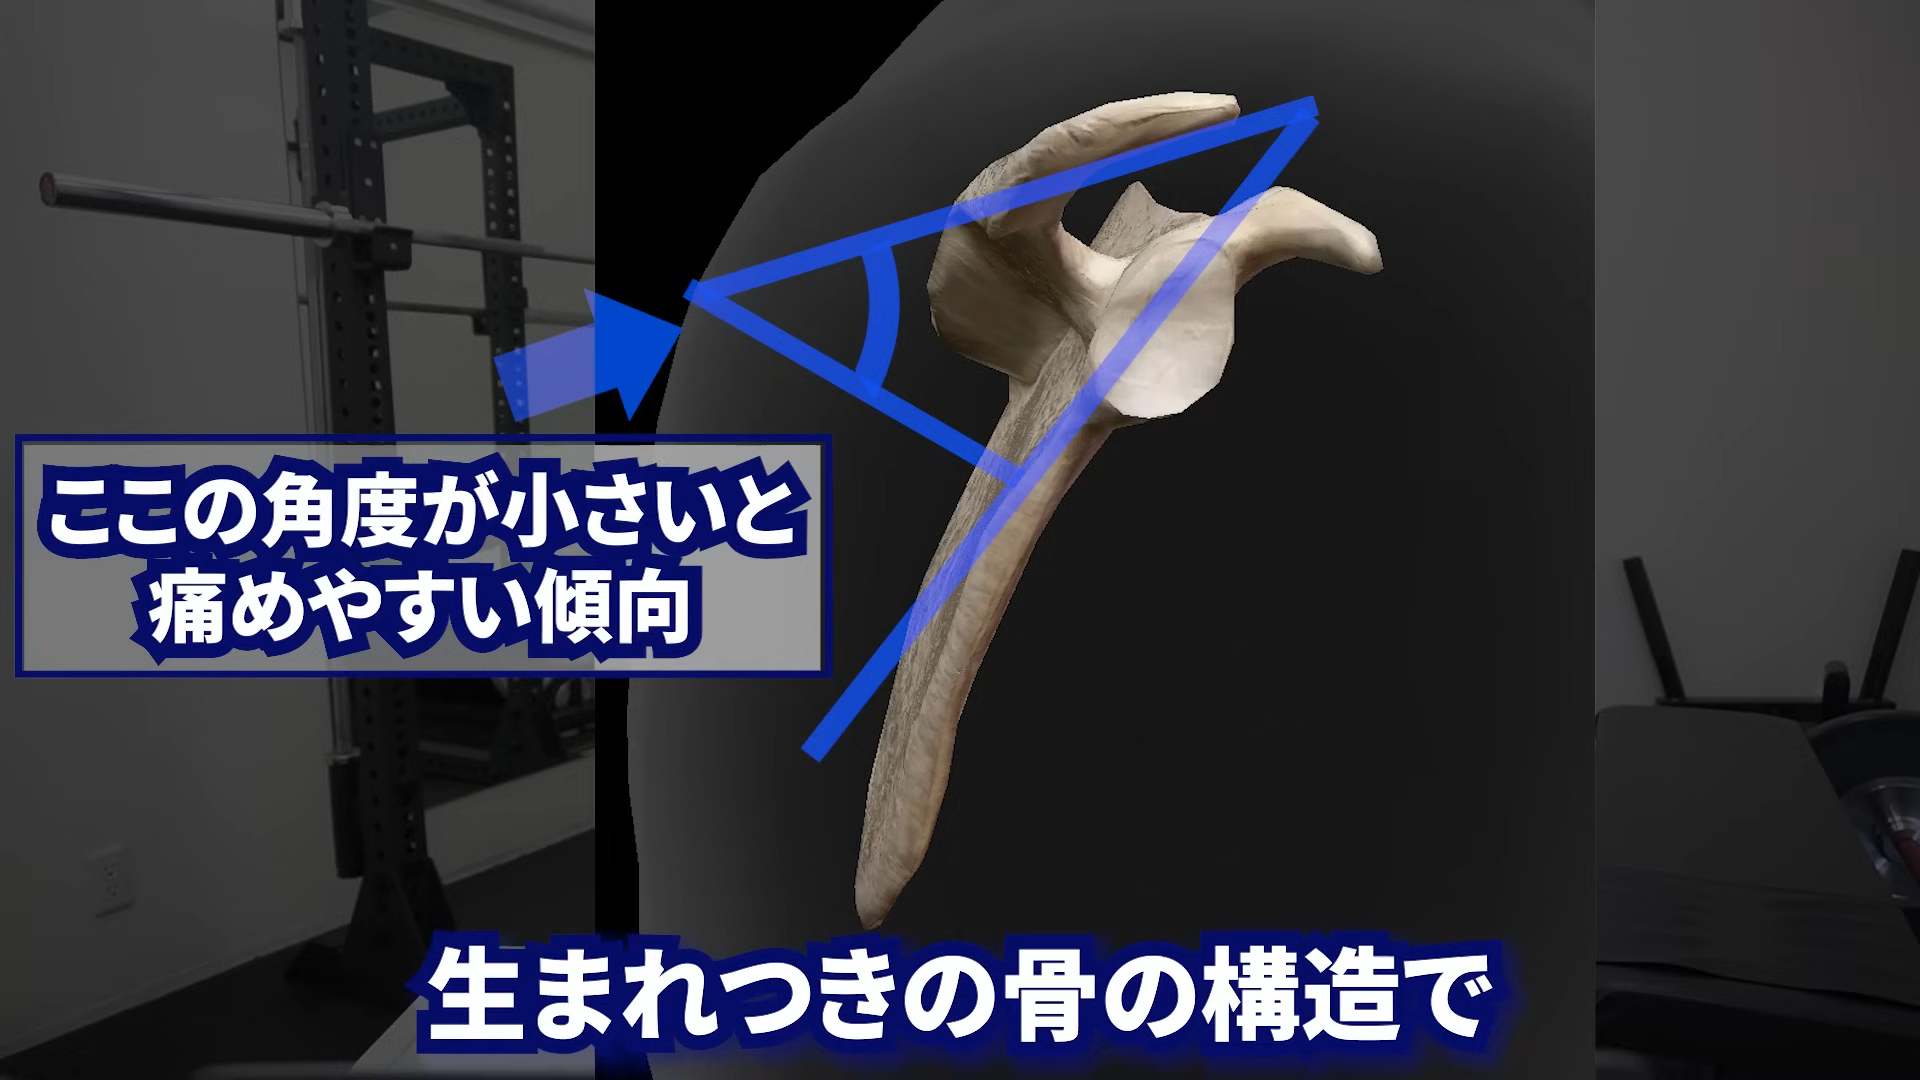 ここの角度が小さいと
痛めやすい傾向
生まれつきの骨の構造で